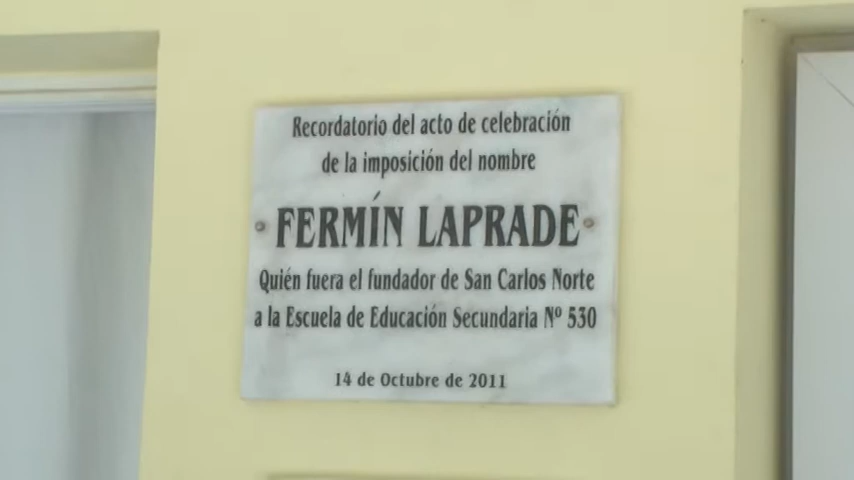 Recordatorio del acto de celebración
de la imposición del nombre
FERMÍN LAPRADE
Quién fuera el fundador de San Carlos Norte
a la Escuela de Educación Secundaria Nº 530
14 de Octubre de 2011